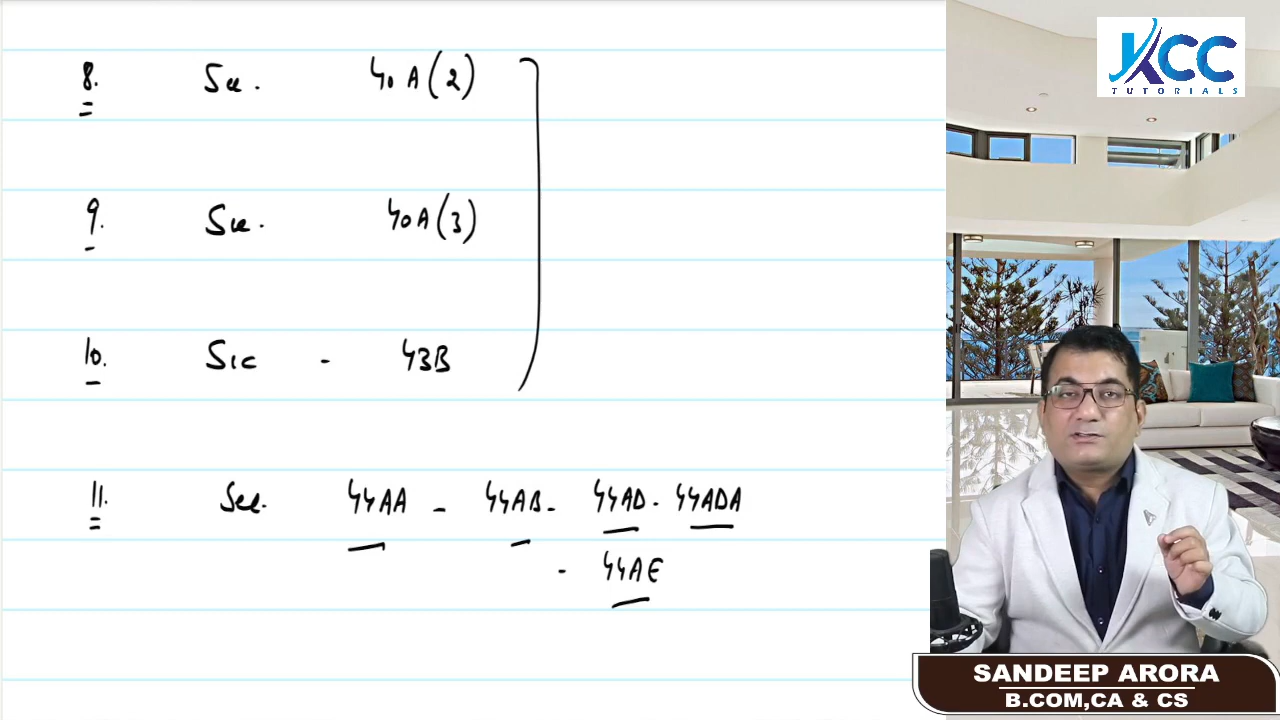 8. Sec. 40A(2)
9. Sec. 40A(3)
10. Sec - 43B
11. Sec. 44AA - 44AB - 44AD - 44ADA
- 44AE
KCC
TUTORIALS
SANDEEP ARORA
B.COM,CA & CS